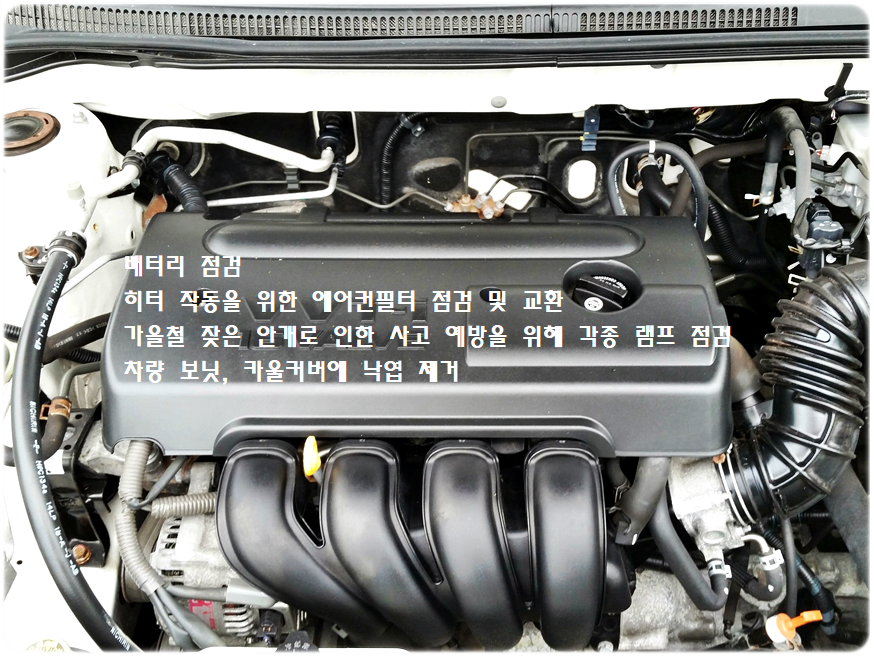 배터리 점검
히터 작동을 위한 에어컨필터 점검 및 교환
가을철 잦은 안개로 인한 사고 예방을 위해 각종 램프 점검
차량 보닛, 카울커버에 낙엽 제거